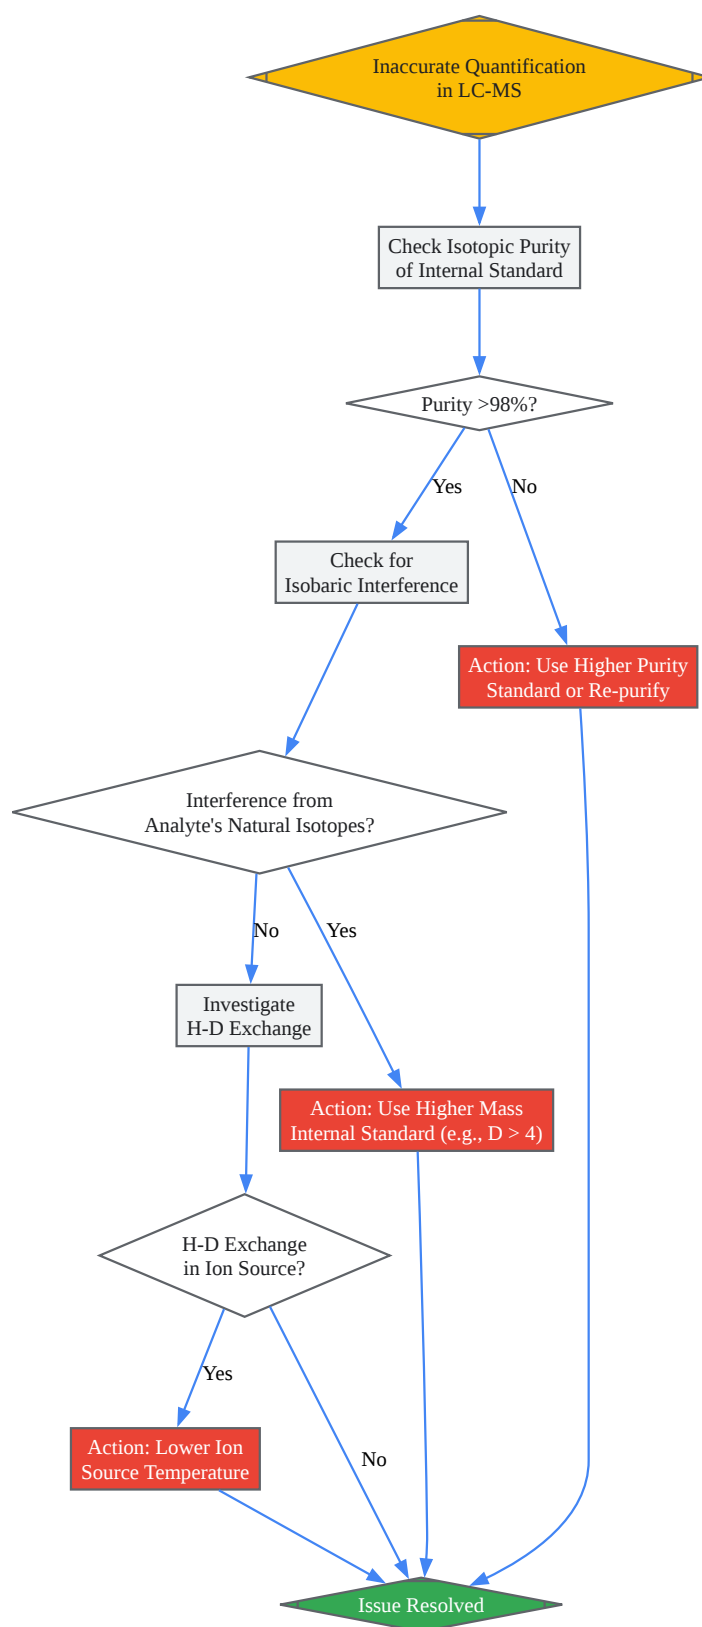 Inaccurate Quantification
in LC-MS
Check Isotopic Purity
of Internal Standard
Purity >98%?
Yes
No
Check for
Isobaric Interference
Action: Use Higher Purity
Standard or Re-purify
Interference from
Analyte's Natural Isotopes?
No
Yes
Investigate
H-D Exchange
Action: Use Higher Mass
Internal Standard (e.g., D > 4)
H-D Exchange
in Ion Source?
Yes
Action: Lower Ion
Source Temperature
No
Issue Resolved